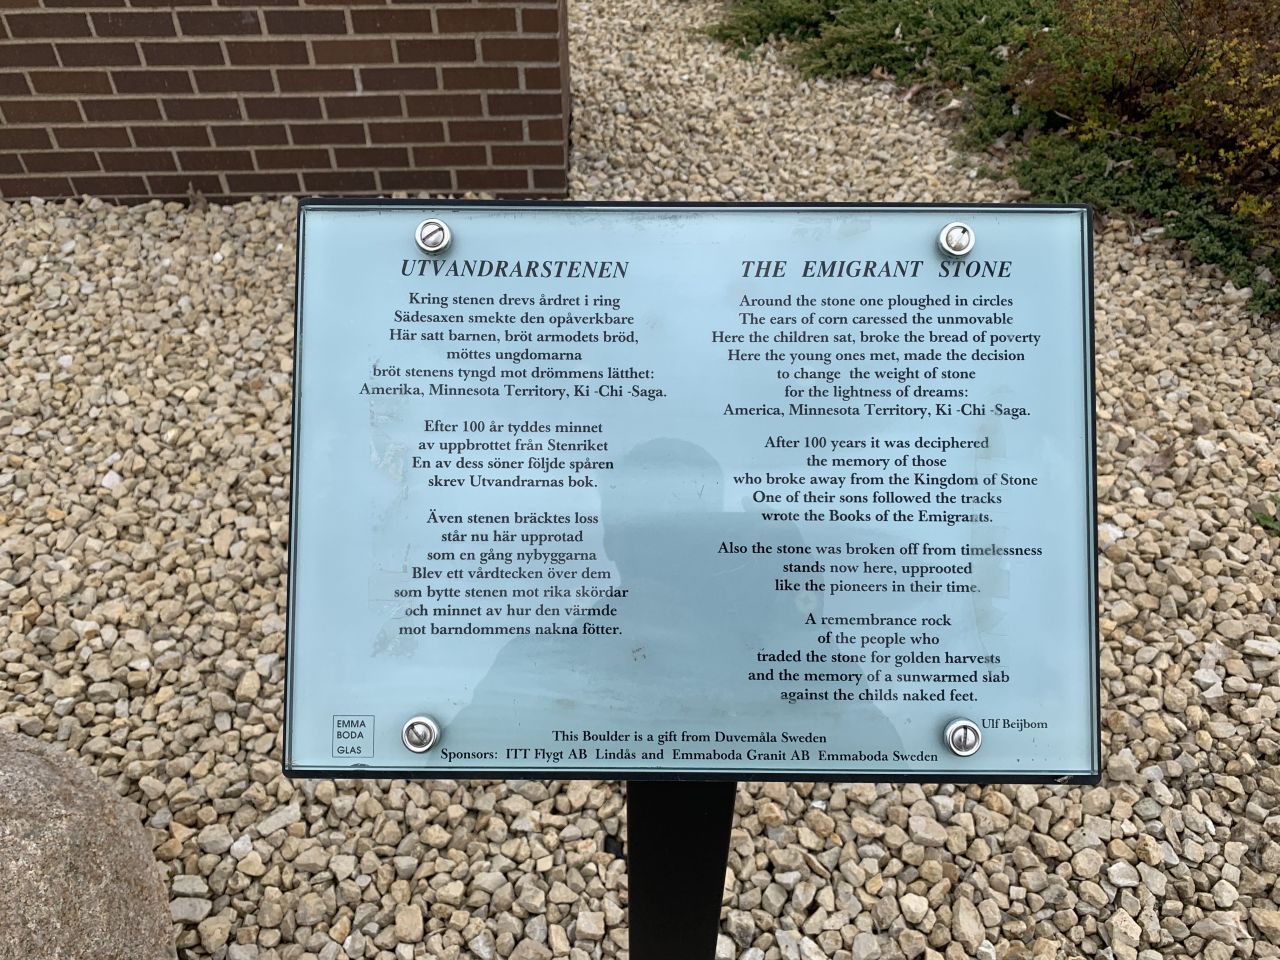 UTVANDRARSTENEN
Kring stenen drevs årdret i ring
Sädesaxen smekte den opåverkbare
Här satt barnen, bröt armodets bröd,
möttes ungdomarna
bröt stenens tyngd mot drömmens lätthet:
Amerika, Minnesota Territory, Ki -Chi -Saga.
Efter 100 år tyddes minnet
av uppbrottet från Stenriket
En av dess söner följde spåren
skrev Utvandrarnas bok.
Även stenen bräcktes loss
står nu här upprotad
som en gång nybyggarna
Blev ett vårdtecken över dem
som bytte stenen mot rika skördar
och minnet av hur den värmde
mot barndommens nakna fötter.
THE EMIGRANT STONE
Around the stone one ploughed in circles
The ears of corn caressed the unmovable
Here the children sat, broke the bread of poverty
Here the young ones met, made the decision
to change the weight of stone
for the lightness of dreams:
America, Minnesota Territory, Ki -Chi -Saga.
After 100 years it was deciphered
the memory of those
who broke away from the Kingdom of Stone
One of their sons followed the tracks
wrote the Books of the Emigrants.
Also the stone was broken off from timelessness
stands now here, upprooted
like the pioneers in their time.
A remembrance rock
of the people who
traded the stone for golden harvests
and the memory of a sunwarmed slab
against the childs naked feet.
Ulf Beijbom
EMMA
BODA
GLAS
This Boulder is a gift from Duvemåla Sweden
Sponsors: ITT Flygt AB Lindås and Emmaboda Granit AB Emmaboda Sweden